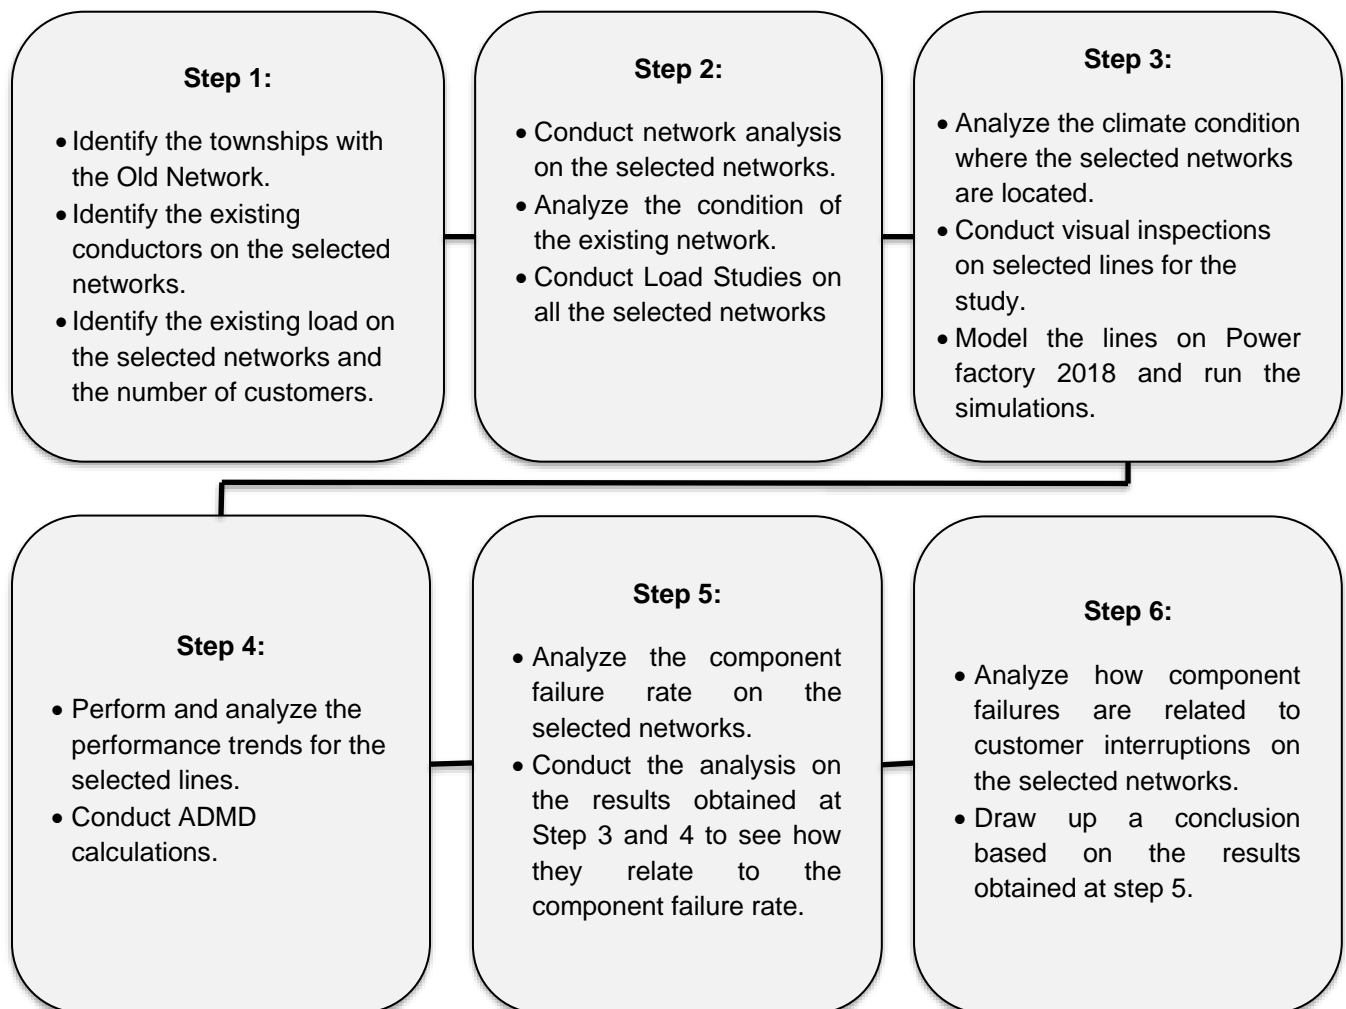 Step 1:
• Identify the townships with
the Old Network.
• Identify the existing
conductors on the selected
networks.
• Identify the existing load on
the selected networks and
the number of customers.
Step 2:
• Conduct network analysis
on the selected networks.
• Analyze the condition of
the existing network.
• Conduct Load Studies on
all the selected networks
Step 3:
• Analyze the climate condition
where the selected networks
are located.
• Conduct visual inspections
on selected lines for the
study.
• Model the lines on Power
factory 2018 and run the
simulations.
Step 4:
• Perform and analyze the
performance trends for the
selected lines.
• Conduct ADMD
calculations.
Step 5:
• Analyze the component
failure rate on the
selected networks.
• Conduct the analysis on
the results obtained at
Step 3 and 4 to see how
they relate to the
component failure rate.
Step 6:
• Analyze how component
failures are related to
customer interruptions on
the selected networks.
• Draw up a conclusion
based on the results
obtained at step 5.